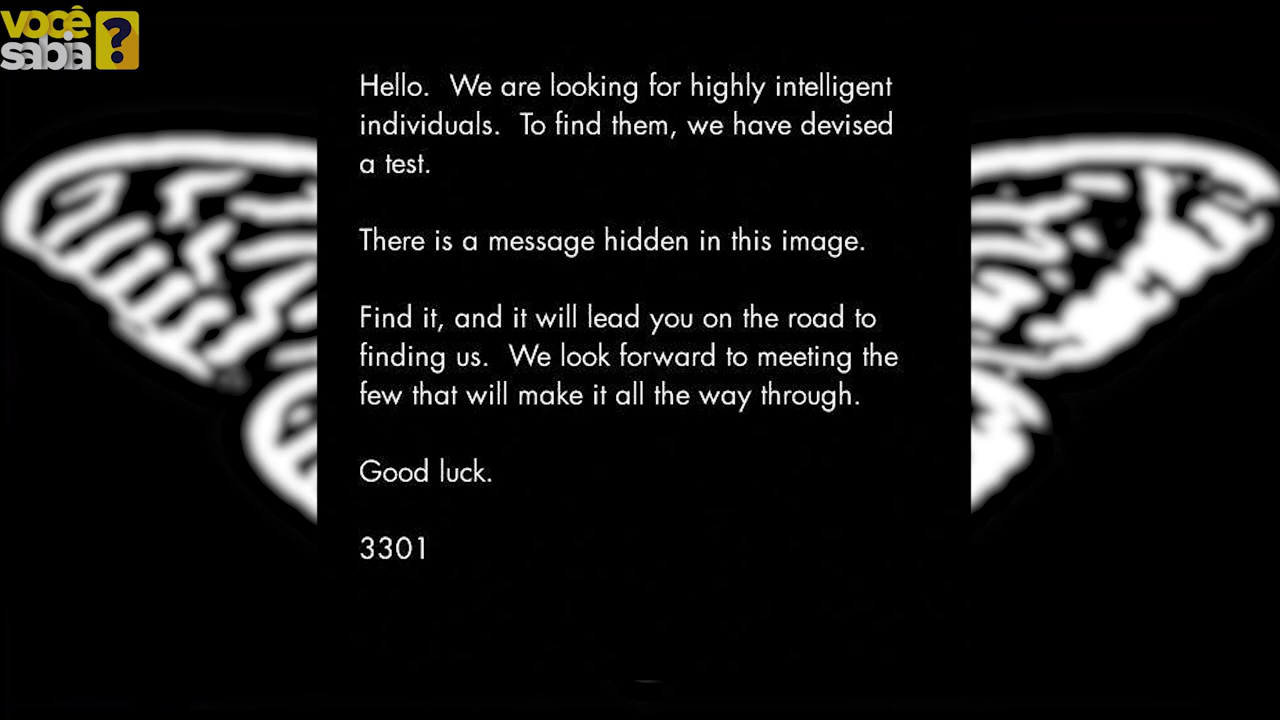 você
sabia ?
Hello. We are looking for highly intelligent
individuals. To find them, we have devised
a test.
There is a message hidden in this image.
Find it, and it will lead you on the road to
finding us. We look forward to meeting the
few that will make it all the way through.
Good luck.
3301